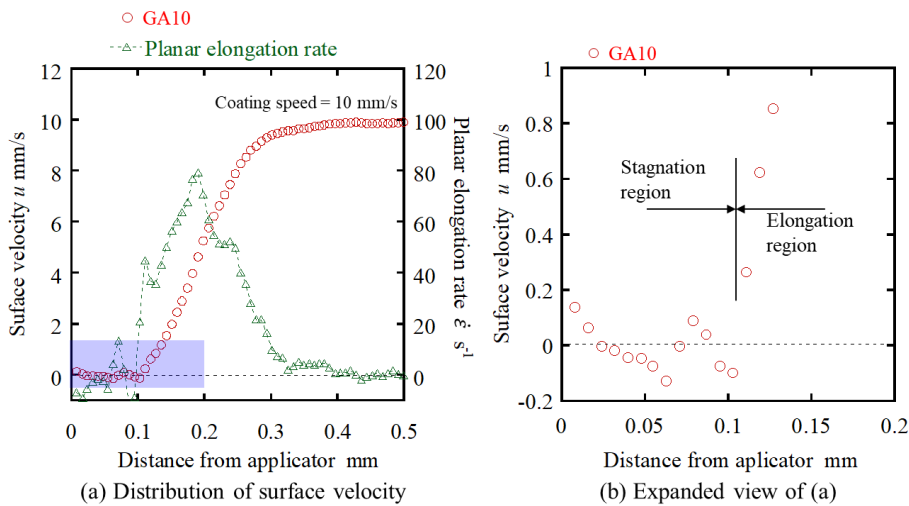 GA10
Planar elongation rate
12
10
8
6
4
2
0
120
100
80
60
40
20
0
Coating speed = 10 mm/s
Suface velocity u mm/s
Planar elongation rate ε̇ s⁻¹
0
0.1
0.2
0.3
0.4
0.5
Distance from applicator mm
(a) Distribution of surface velocity
GA10
1
0.8
0.6
0.4
0.2
0
-0.2
Surface velocity u mm/s
Stagnation
region
Elongation
region
0
0.05
0.1
0.15
0.2
Distance from aplicator mm
(b) Expanded view of (a)